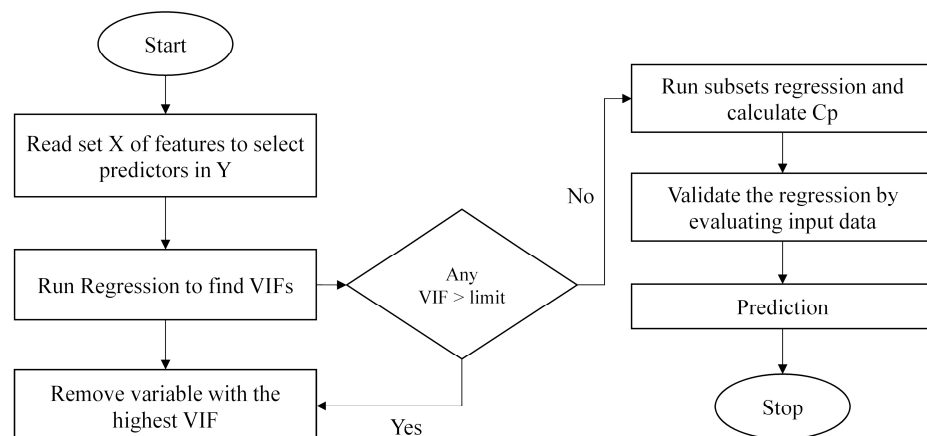 Start
Read set X of features to select
predictors in Y
Run Regression to find VIFs
Remove variable with the
highest VIF
Any
VIF > limit
Yes
No
Run subsets regression and
calculate Cp
Validate the regression by
evaluating input data
Prediction
Stop